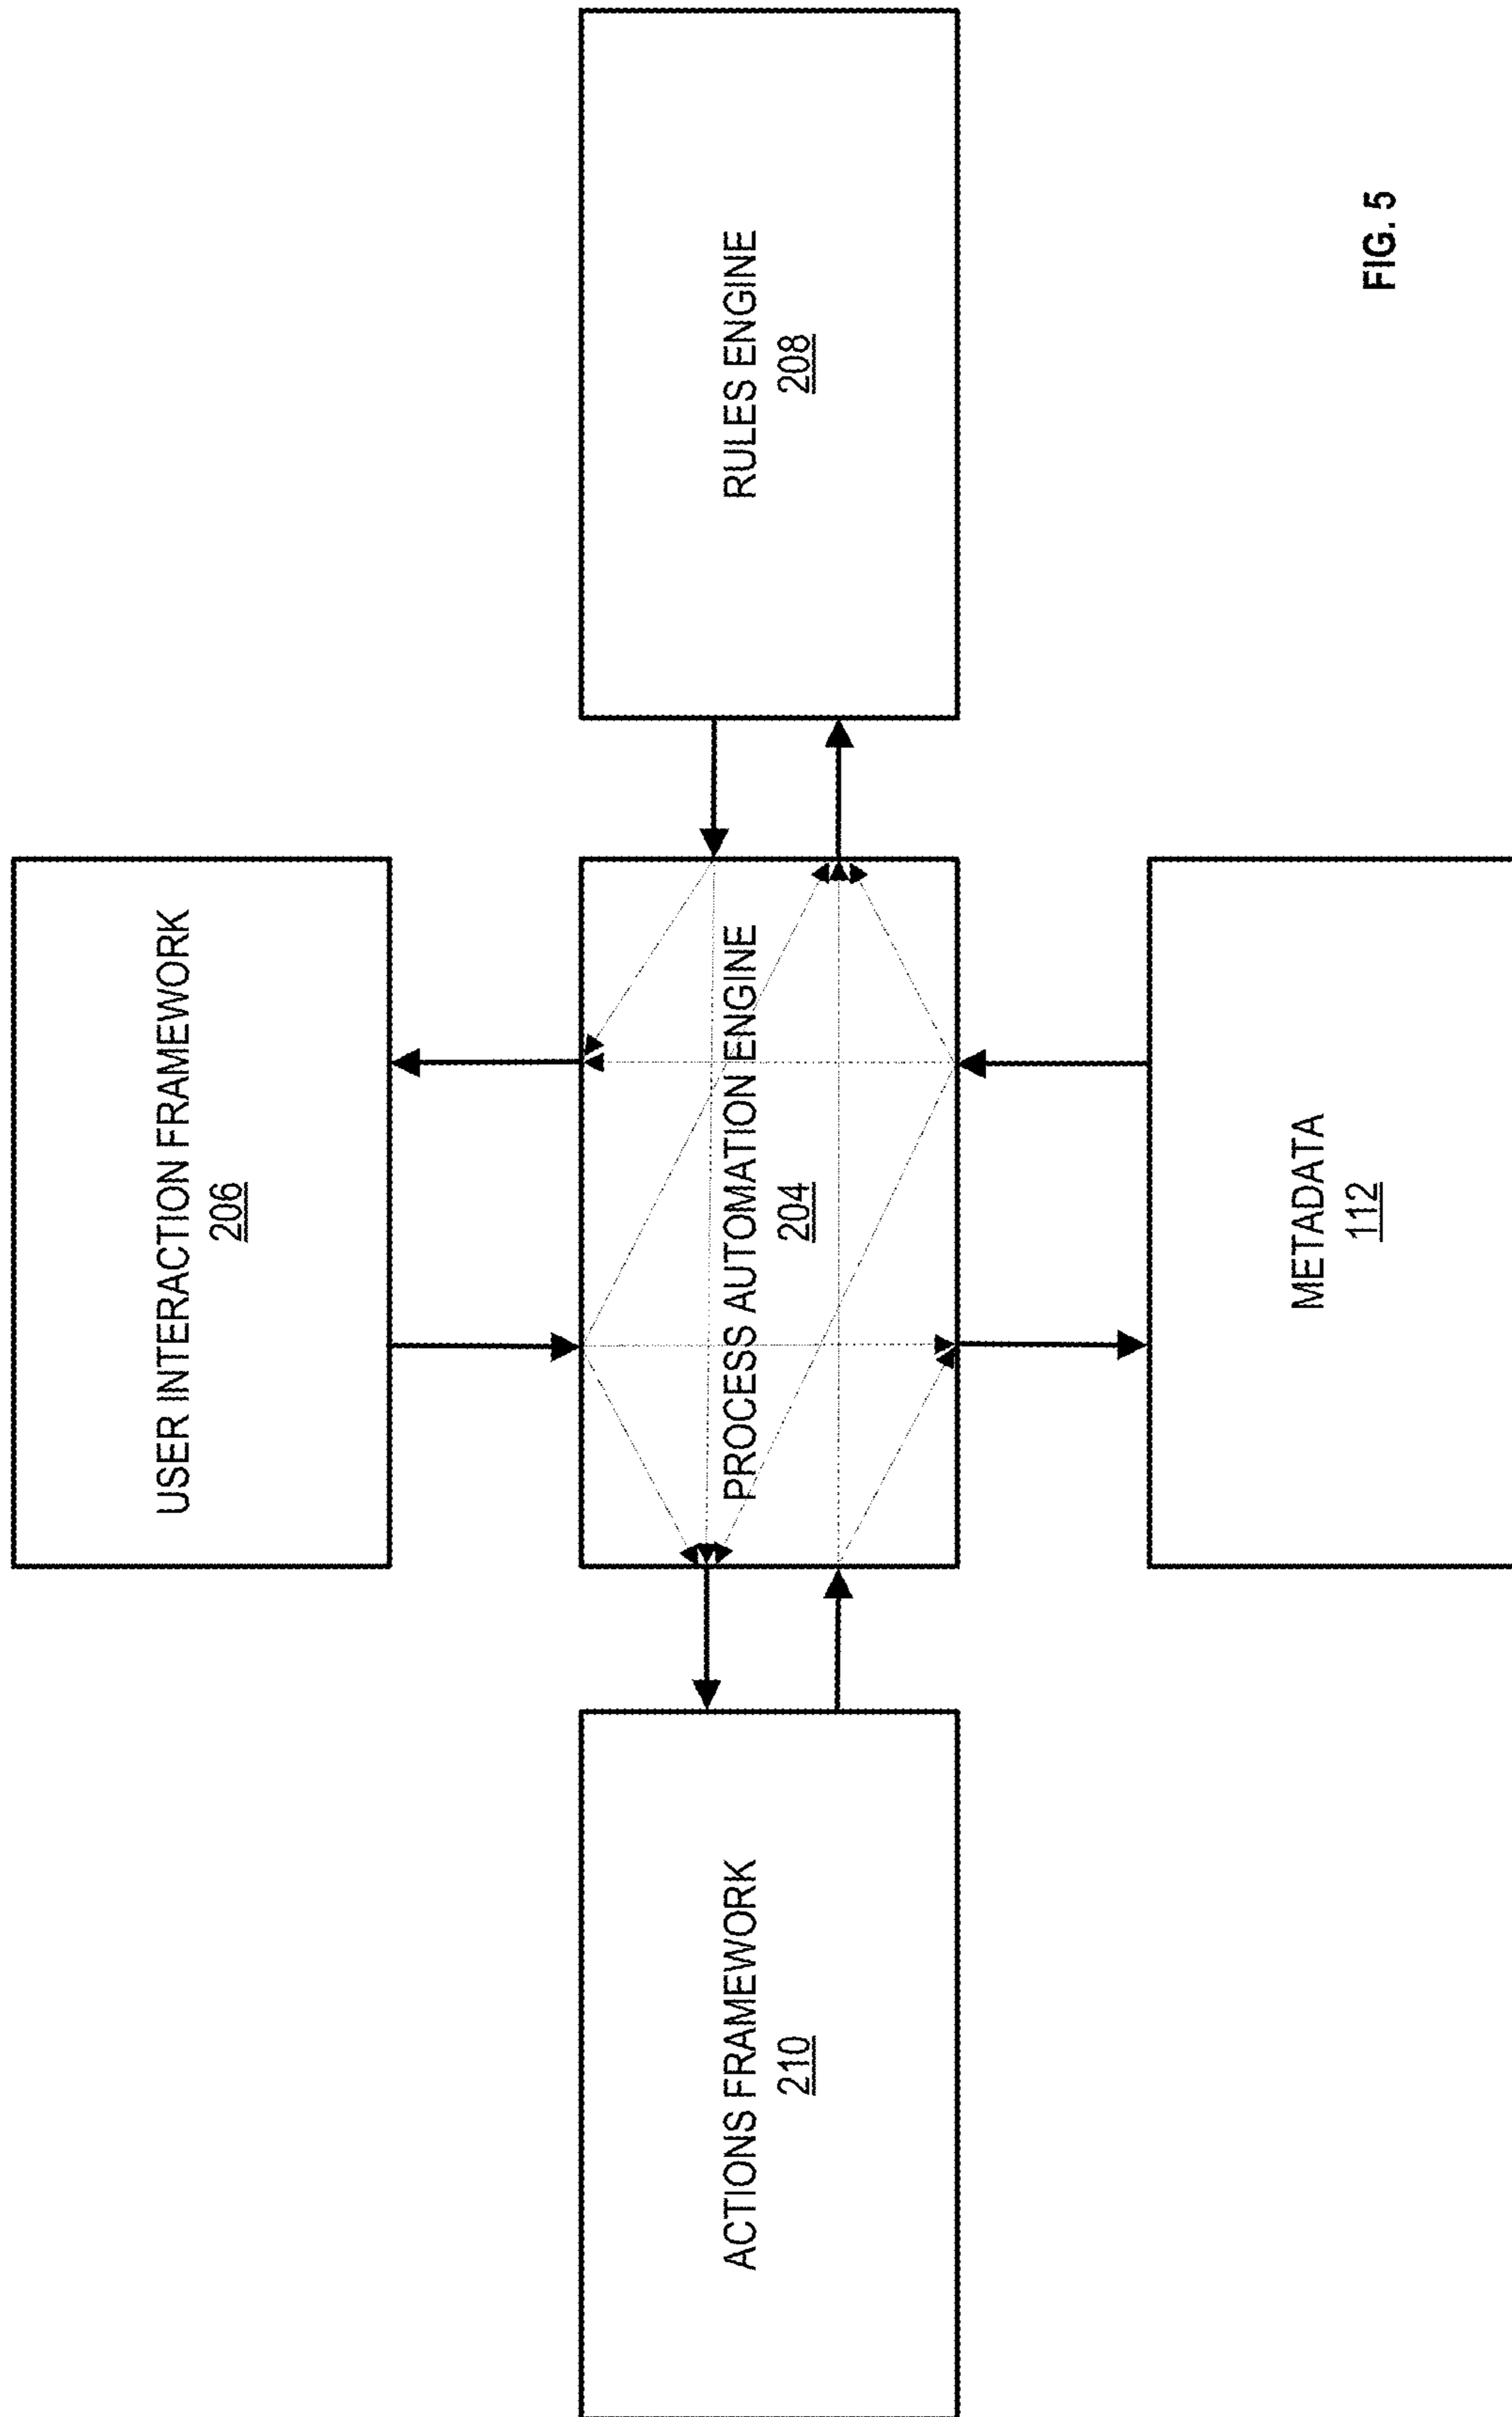 USER INTERACTION FRAMEWORK
206
ACTIONS FRAMEWORK
210
PROCESS AUTOMATION ENGINE
204
RULES ENGINE
208
METADATA
112
FIG. 5